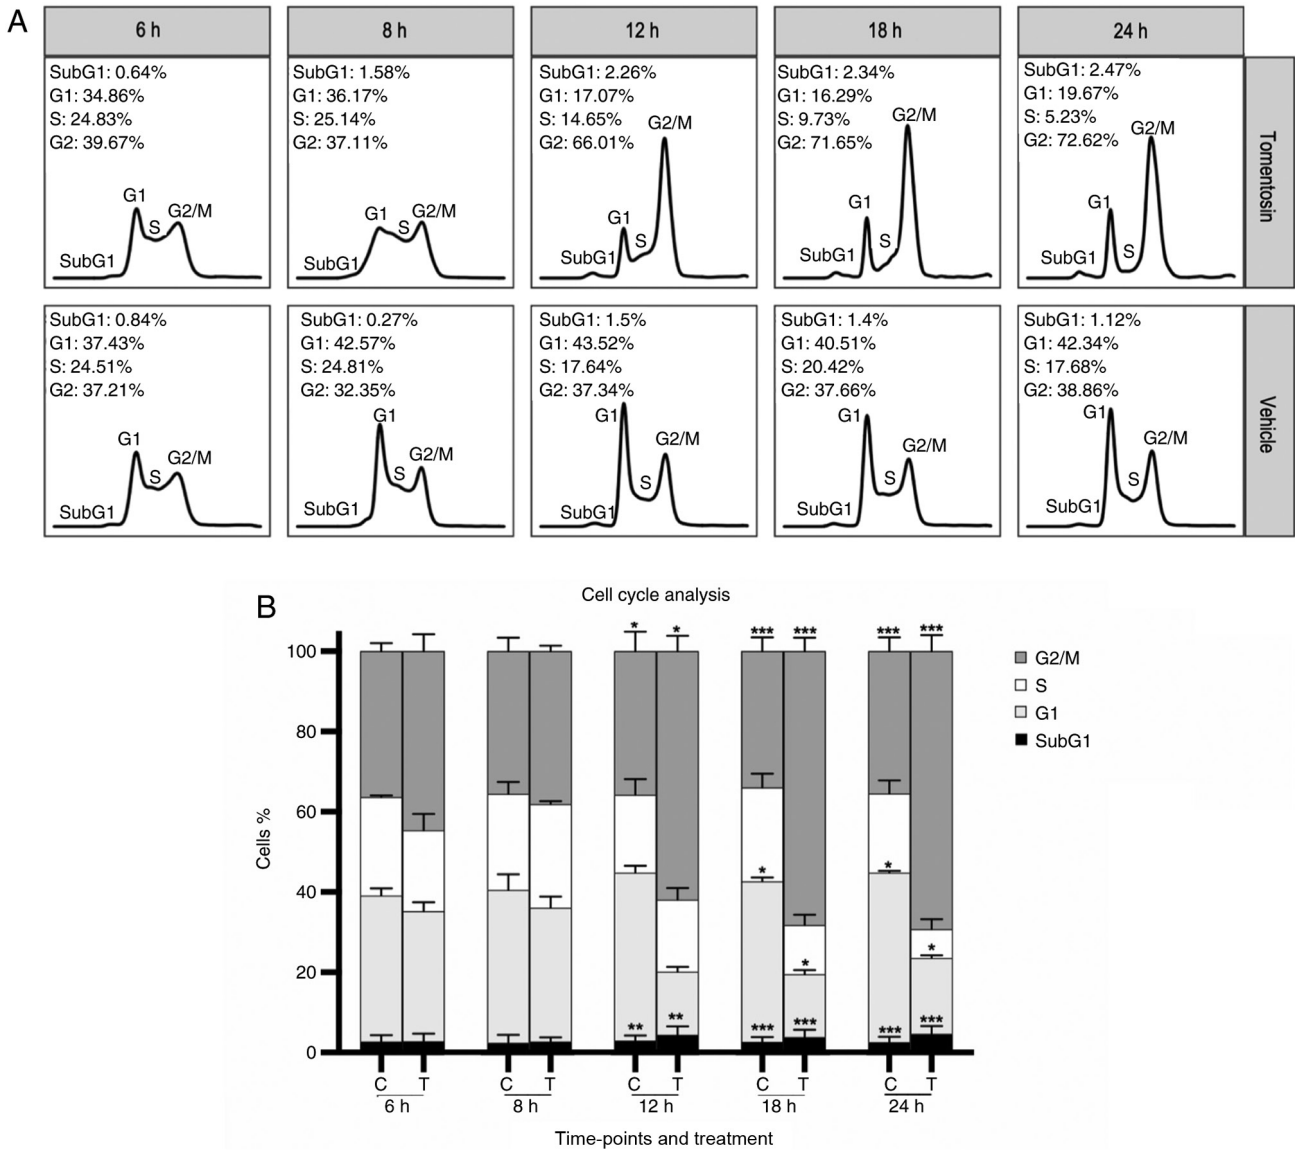 A
6 h
8 h
12 h
18 h
24 h
SubG1: 0.64%
G1: 34.86%
S: 24.83%
G2: 39.67%
G1
S
G2/M
SubG1
SubG1: 1.58%
G1: 36.17%
S: 25.14%
G2: 37.11%
G1
S
G2/M
SubG1
SubG1: 2.26%
G1: 17.07%
S: 14.65%
G2: 66.01%
G2/M
G1
S
SubG1
SubG1: 2.34%
G1: 16.29%
S: 9.73%
G2: 71.65%
G2/M
G1
S
SubG1
SubG1: 2.47%
G1: 19.67%
S: 5.23%
G2: 72.62%
G2/M
G1
S
SubG1
Tomentosin
SubG1: 0.84%
G1: 37.43%
S: 24.51%
G2: 37.21%
G1
G2/M
S
SubG1
SubG1: 0.27%
G1: 42.57%
S: 24.81%
G2: 32.35%
G1
G2/M
S
SubG1
SubG1: 1.5%
G1: 43.52%
S: 17.64%
G2: 37.34%
G1
G2/M
S
SubG1
SubG1: 1.4%
G1: 40.51%
S: 20.42%
G2: 37.66%
G1
G2/M
S
SubG1
SubG1: 1.12%
G1: 42.34%
S: 17.68%
G2: 38.86%
G1
G2/M
S
SubG1
Vehicle
B
Cell cycle analysis
* * *** *** *** ***
100
80
60
40
20
0
Cells %
* * * *
** ** *** *** *** ***
G2/M
S
G1
SubG1
C T C T C T C T C T
6 h 8 h 12 h 18 h 24 h
Time-points and treatment